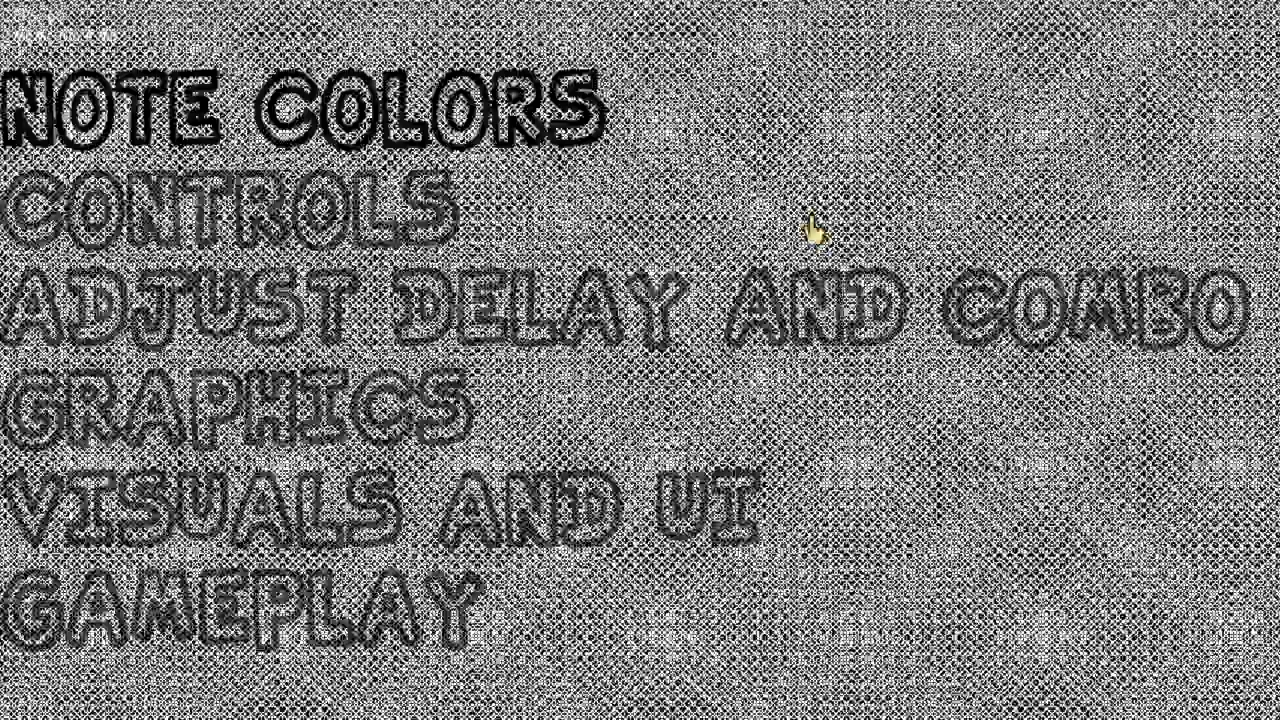 NOTE COLORS
CONTROLS
ADJUST DELAY AND COMBO
GRAPHICS
VISUALS AND UI
GAMEPLAY